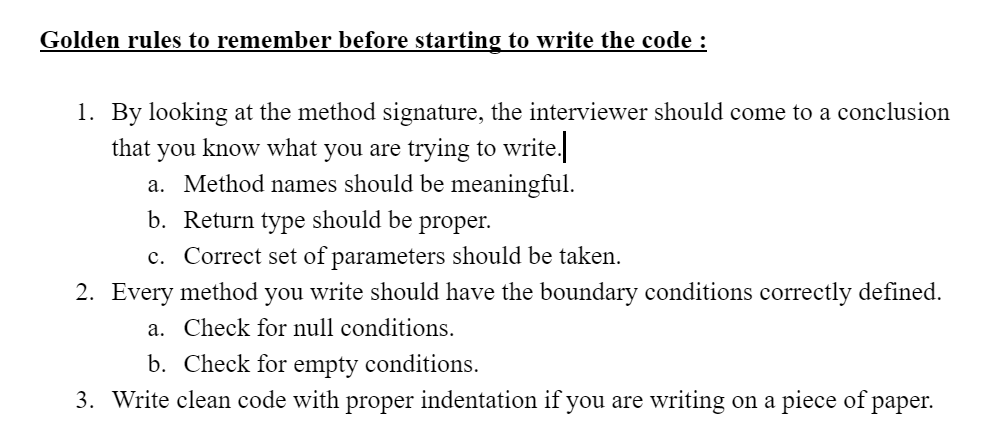 Golden rules to remember before starting to write the code :
1. By looking at the method signature, the interviewer should come to a conclusion
that you know what you are trying to write.
a. Method names should be meaningful.
b. Return type should be proper.
c. Correct set of parameters should be taken.
2. Every method you write should have the boundary conditions correctly defined.
a. Check for null conditions.
b. Check for empty conditions.
3. Write clean code with proper indentation if you are writing on a piece of paper.